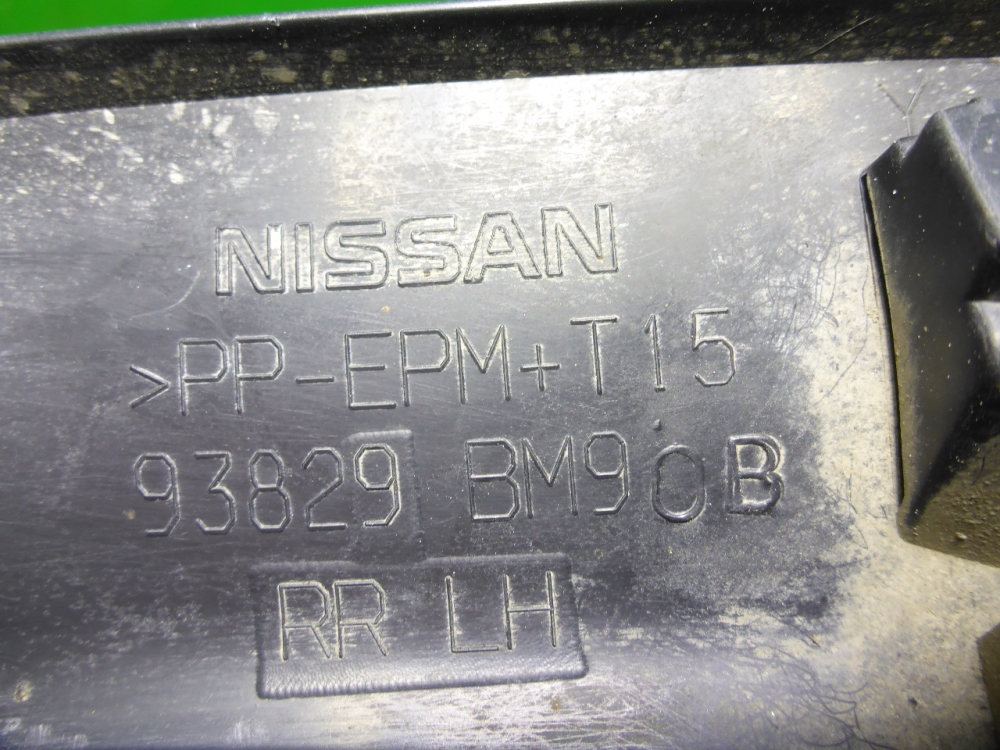 NISSAN
>PP-EPM+T15
93829 BM90B
RR LH